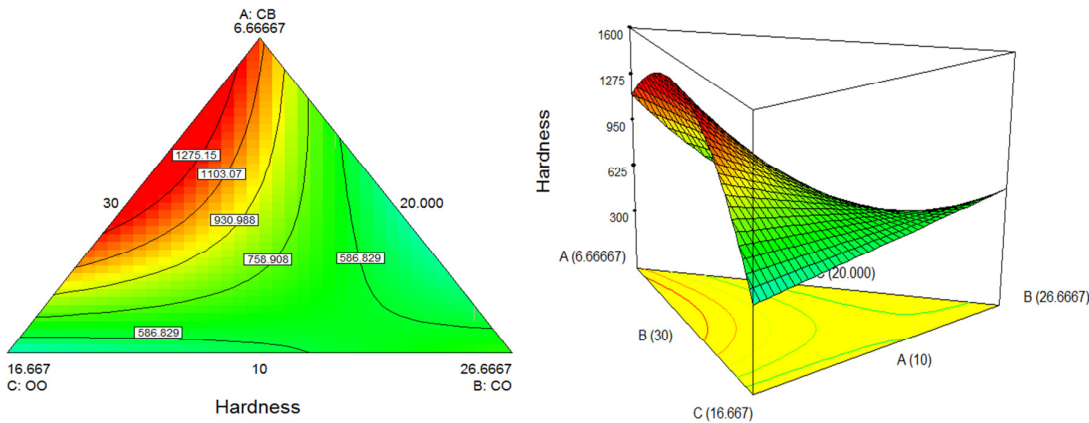 A: CB
6.66667
1275.15
1103.07
30
20.000
930.988
758.908
586.829
586.829
16.667
10
26.6667
C: OO
B: CO
Hardness
1600
1275
950
625
300
Hardness
A (6.66667)
(20.000)
B (26.6667)
B (30)
A (10)
C (16.667)